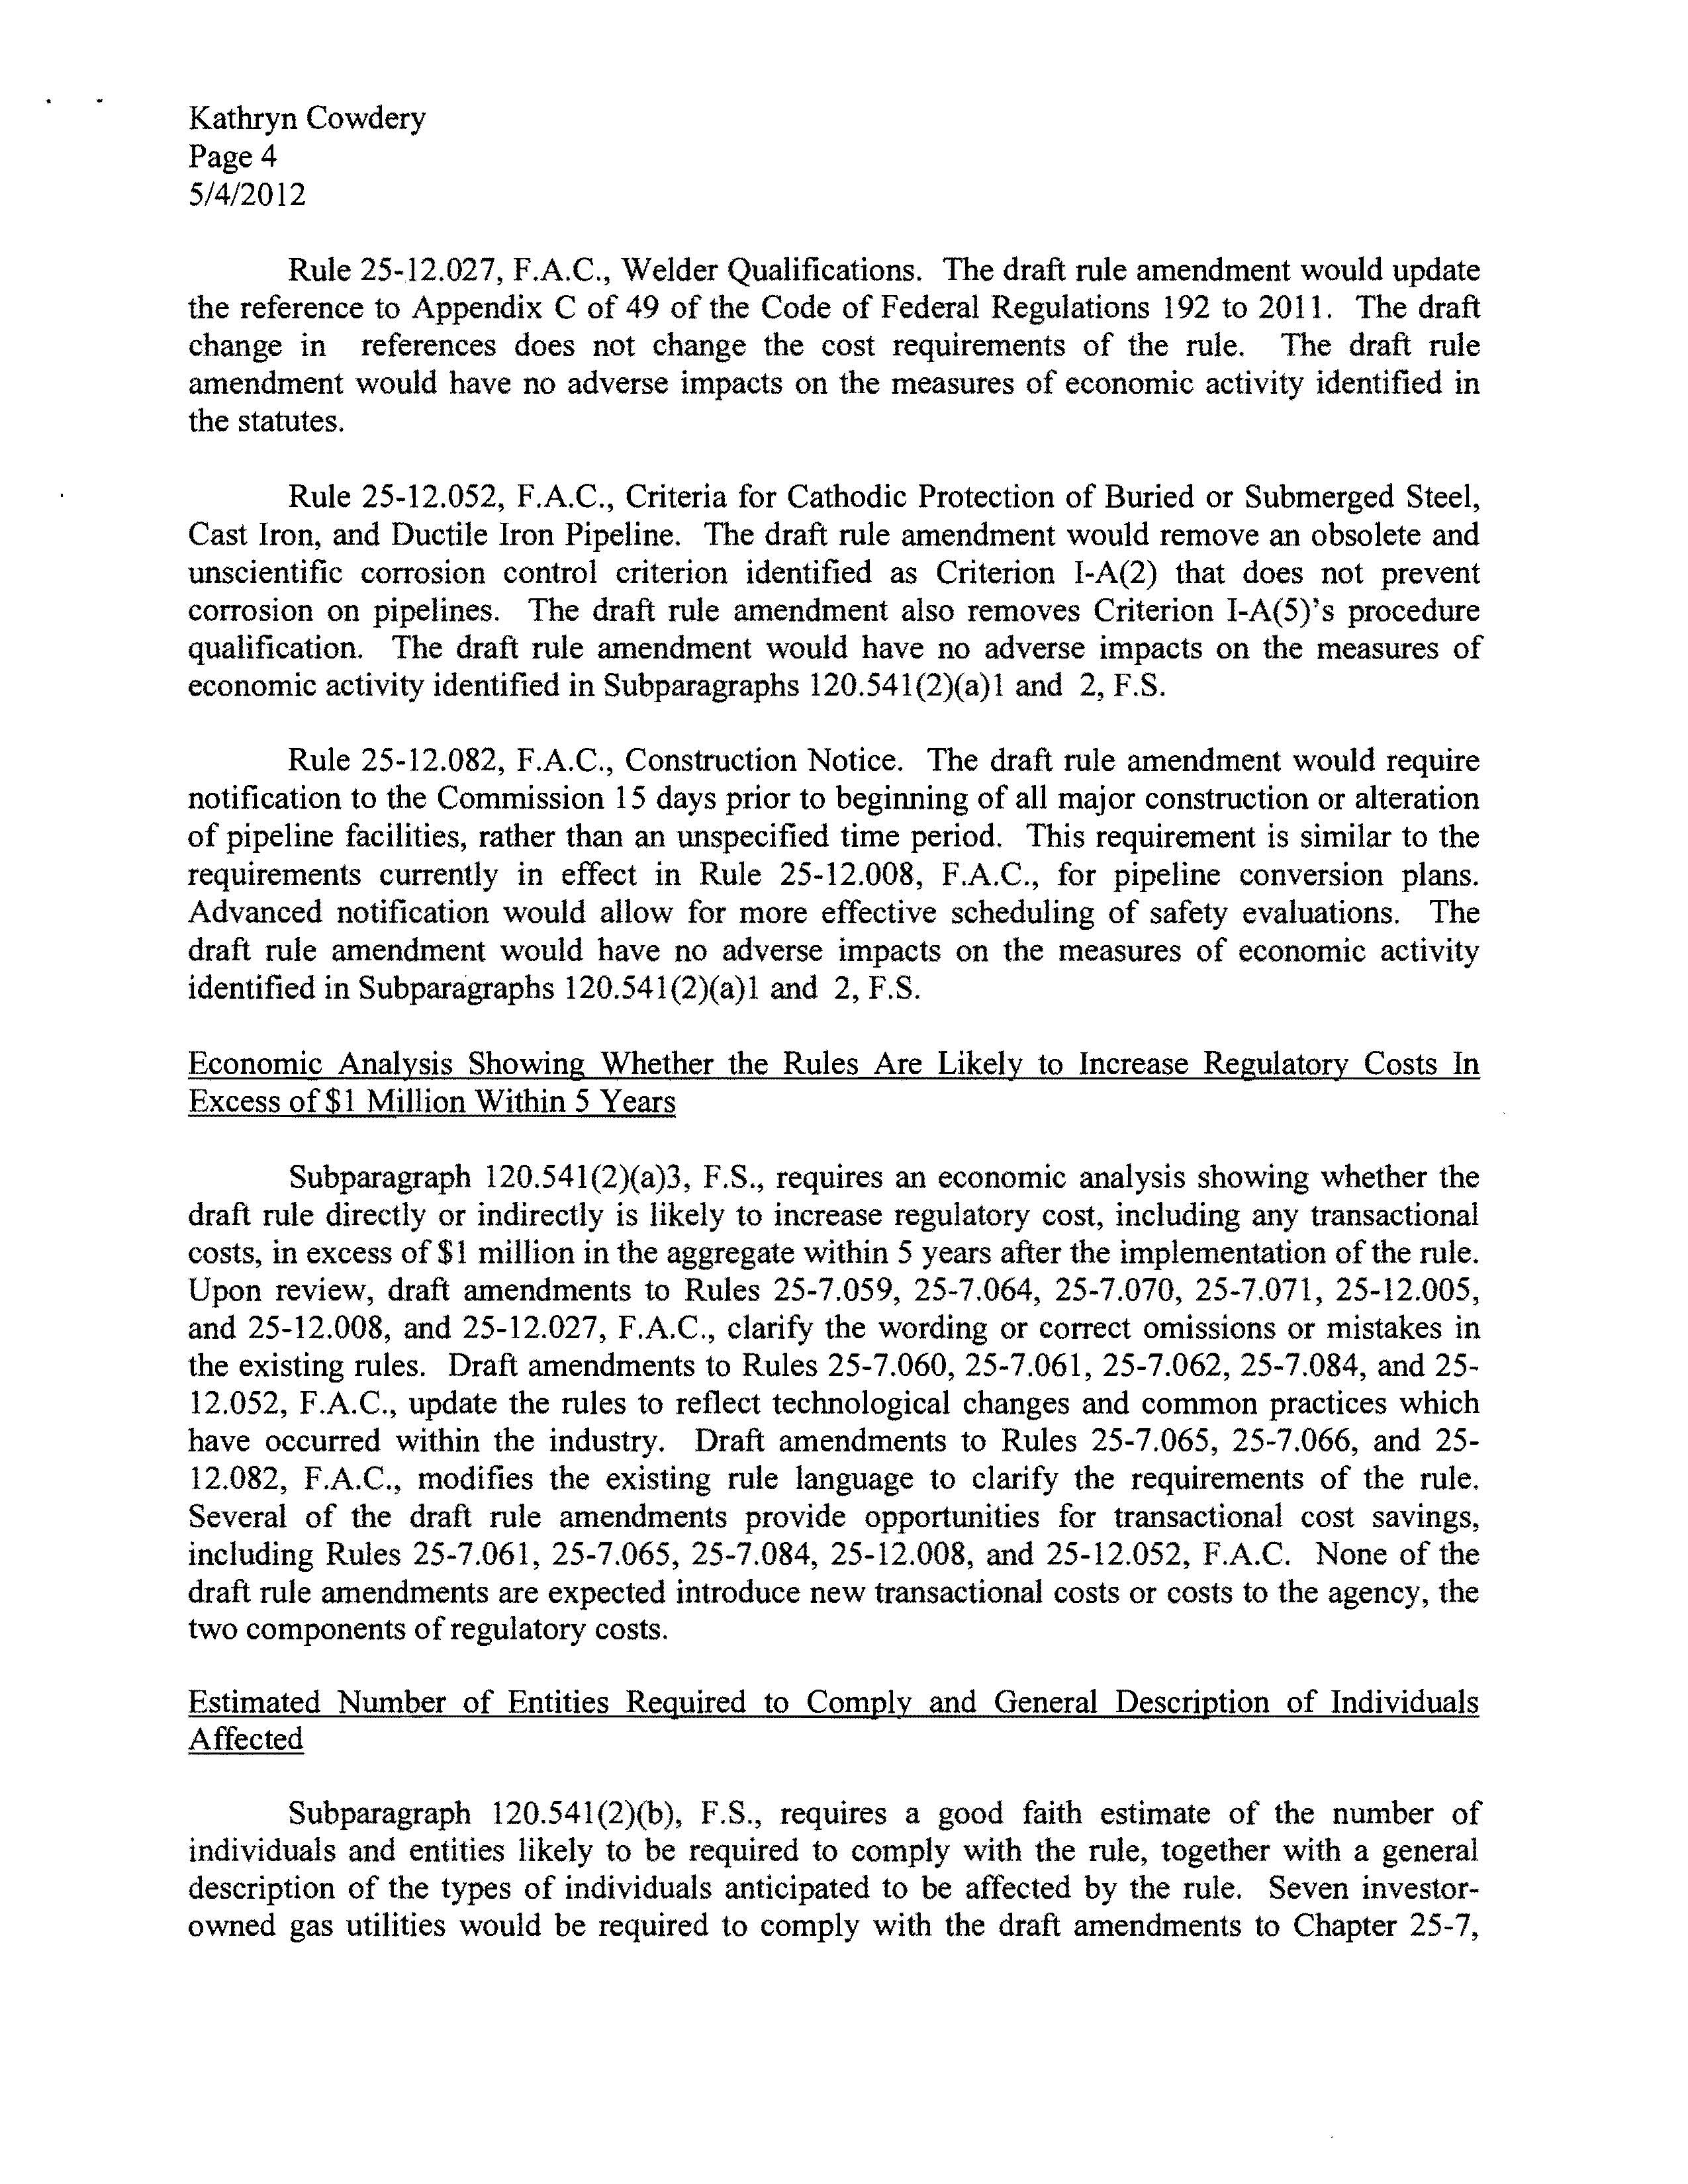 Kathryn Cowdery
Page 4
5/4/2012
Rule 25-12.027, F.A.C., Welder Qualifications. The draft rule amendment would update
the reference to Appendix C of 49 of the Code of Federal Regulations 192 to 2011. The draft
change in references does not change the cost requirements of the rule. The draft rule
amendment would have no adverse impacts on the measures of economic activity identified in
the statutes.
Rule 25-12.052, F.A.C., Criteria for Cathodic Protection of Buried or Submerged Steel,
Cast Iron, and Ductile Iron Pipeline. The draft rule amendment would remove an obsolete and
unscientific corrosion control criterion identified as Criterion I-A(2) that does not prevent
corrosion on pipelines. The draft rule amendment also removes Criterion I-A(5)'s procedure
qualification. The draft rule amendment would have no adverse impacts on the measures of
economic activity identified in Subparagraphs 120.541(2)(a)1 and 2, F.S.
Rule 25-12.082, F.A.C., Construction Notice. The draft rule amendment would require
notification to the Commission 15 days prior to beginning of all major construction or alteration
of pipeline facilities, rather than an unspecified time period. This requirement is similar to the
requirements currently in effect in Rule 25-12.008, F.A.C., for pipeline conversion plans.
Advanced notification would allow for more effective scheduling of safety evaluations. The
draft rule amendment would have no adverse impacts on the measures of economic activity
identified in Subparagraphs 120.541(2)(a)1 and 2, F.S.
Economic Analysis Showing Whether the Rules Are Likely to Increase Regulatory Costs In
Excess of $1 Million Within 5 Years
Subparagraph 120.541(2)(a)3, F.S., requires an economic analysis showing whether the
draft rule directly or indirectly is likely to increase regulatory cost, including any transactional
costs, in excess of $1 million in the aggregate within 5 years after the implementation of the rule.
Upon review, draft amendments to Rules 25-7.059, 25-7.064, 25-7.070, 25-7.071, 25-12.005,
and 25-12.008, and 25-12.027, F.A.C., clarify the wording or correct omissions or mistakes in
the existing rules. Draft amendments to Rules 25-7.060, 25-7.061, 25-7.062, 25-7.084, and 25-
12.052, F.A.C., update the rules to reflect technological changes and common practices which
have occurred within the industry. Draft amendments to Rules 25-7.065, 25-7.066, and 25-
12.082, F.A.C., modifies the existing rule language to clarify the requirements of the rule.
Several of the draft rule amendments provide opportunities for transactional cost savings,
including Rules 25-7.061, 25-7.065, 25-7.084, 25-12.008, and 25-12.052, F.A.C. None of the
draft rule amendments are expected introduce new transactional costs or costs to the agency, the
two components of regulatory costs.
Estimated Number of Entities Required to Comply and General Description of Individuals
Affected
Subparagraph 120.541(2)(b), F.S., requires a good faith estimate of the number of
individuals and entities likely to be required to comply with the rule, together with a general
description of the types of individuals anticipated to be affected by the rule. Seven investor-
owned gas utilities would be required to comply with the draft amendments to Chapter 25-7,